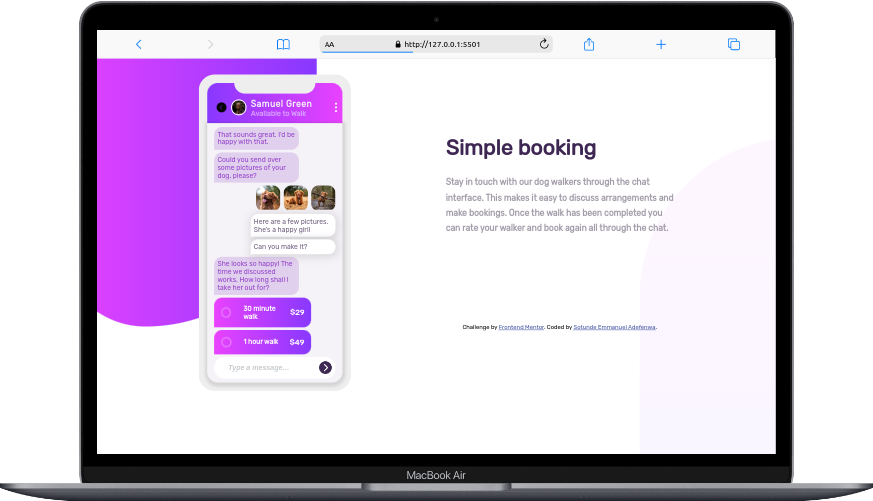 AA
http://127.0.0.1:5501
Samuel Green
Available to Walk
That sounds great. I'd be
happy with that.
Could you send over
some pictures of your
dog, please?
Here are a few pictures.
She's a happy girl!
Can you make it?
She looks so happy! The
time we discussed
works. How long shall I
take her out for?
30 minute
walk
$29
1 hour walk
$49
Type a message...
Simple booking
Stay in touch with our dog walkers through the chat
interface. This makes it easy to discuss arrangements and
make bookings. Once the walk has been completed you
can rate your walker and book again all through the chat.
Challenge by Frontend Mentor. Coded by Sotunde Emmanuel Adefenwa.
MacBook Air